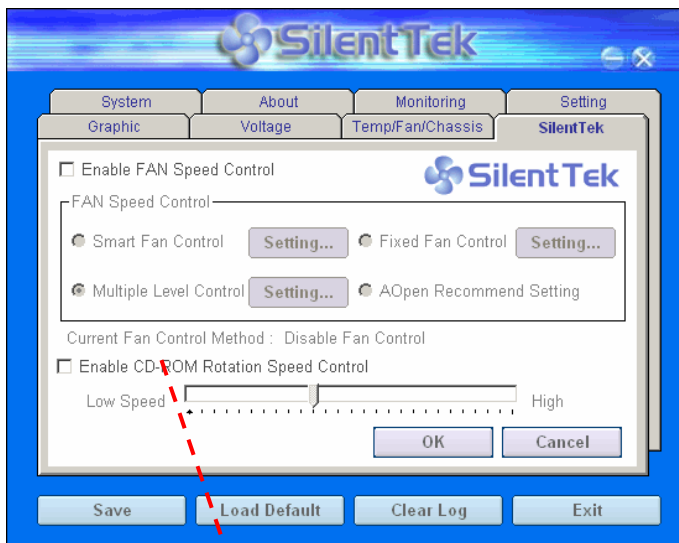 SilentTek
System About Monitoring Setting
Graphic Voltage Temp/Fan/Chassis SilentTek
Enable FAN Speed Control
SilentTek
FAN Speed Control
Smart Fan Control Setting... Fixed Fan Control Setting...
Multiple Level Control Setting... AOpen Recommend Setting
Current Fan Control Method : Disable Fan Control
Enable CD-ROM Rotation Speed Control
Low Speed High
OK Cancel
Save Load Default Clear Log Exit